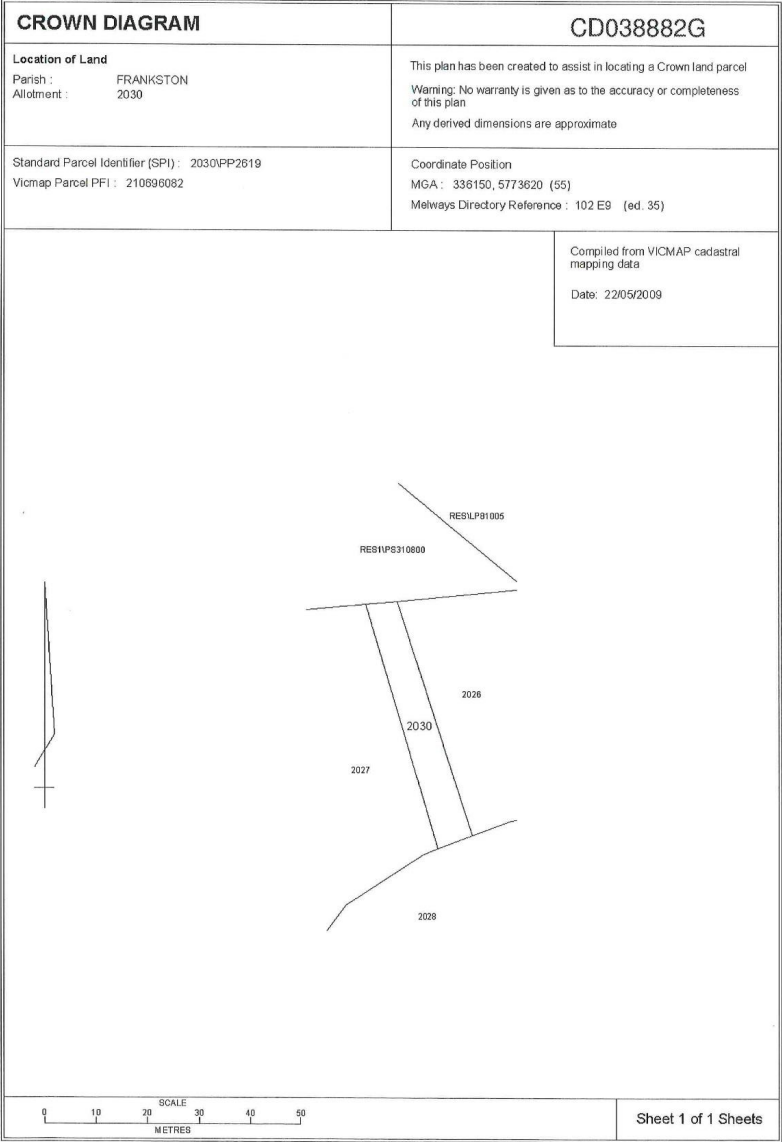 CROWN DIAGRAM
CD038882G
Location of Land
Parish : FRANKSTON
Allotment : 2030
This plan has been created to assist in locating a Crown land parcel
Warning: No warranty is given as to the accuracy or completeness
of this plan
Any derived dimensions are approximate
Standard Parcel Identifier (SPI) : 2030\PP2619
Vicmap Parcel PFI : 210696082
Coordinate Position
MGA : 336150, 5773620 (55)
Melways Directory Reference : 102 E9 (ed. 35)
Compiled from VICMAP cadastral
mapping data
Date: 22/05/2009
RES\LP81005
RES1\PS310800
2026
2030
2027
2028
SCALE
0 10 20 30 40 50
METRES
Sheet 1 of 1 Sheets